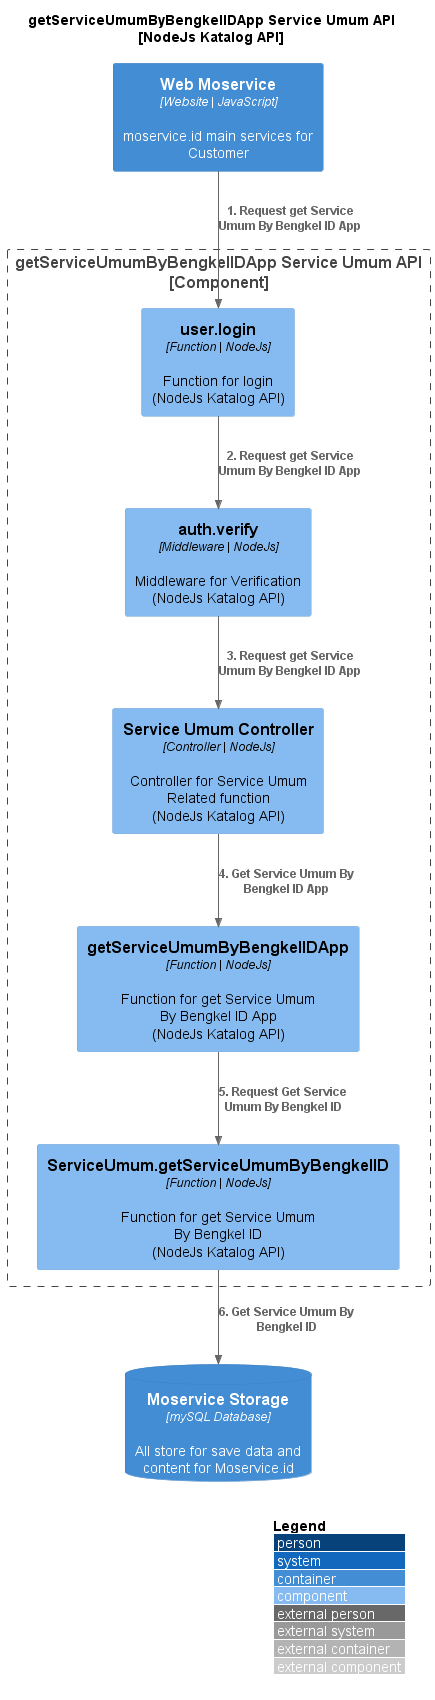 getServiceUmumByBengkelIDApp Service Umum API
[NodeJs Katalog API]
Web Moservice
[Website | JavaScript]
moservice.id main services for
Customer
1. Request get Service
Umum By Bengkel ID App
getServiceUmumByBengkelIDApp Service Umum API
[Component]
user.login
[Function | NodeJs]
Function for login
(NodeJs Katalog API)
2. Request get Service
Umum By Bengkel ID App
auth.verify
[Middleware | NodeJs]
Middleware for Verification
(NodeJs Katalog API)
3. Request get Service
Umum By Bengkel ID App
Service Umum Controller
[Controller | NodeJs]
Controller for Service Umum
Related function
(NodeJs Katalog API)
4. Get Service Umum By
Bengkel ID App
getServiceUmumByBengkelIDApp
[Function | NodeJs]
Function for get Service Umum
By Bengkel ID App
(NodeJs Katalog API)
5. Request Get Service
Umum By Bengkel ID
ServiceUmum.getServiceUmumByBengkelID
[Function | NodeJs]
Function for get Service Umum
By Bengkel ID
(NodeJs Katalog API)
6. Get Service Umum By
Bengkel ID
Moservice Storage
[mySQL Database]
All store for save data and
content for Moservice.id
Legend
person
system
container
component
external person
external system
external container
external component